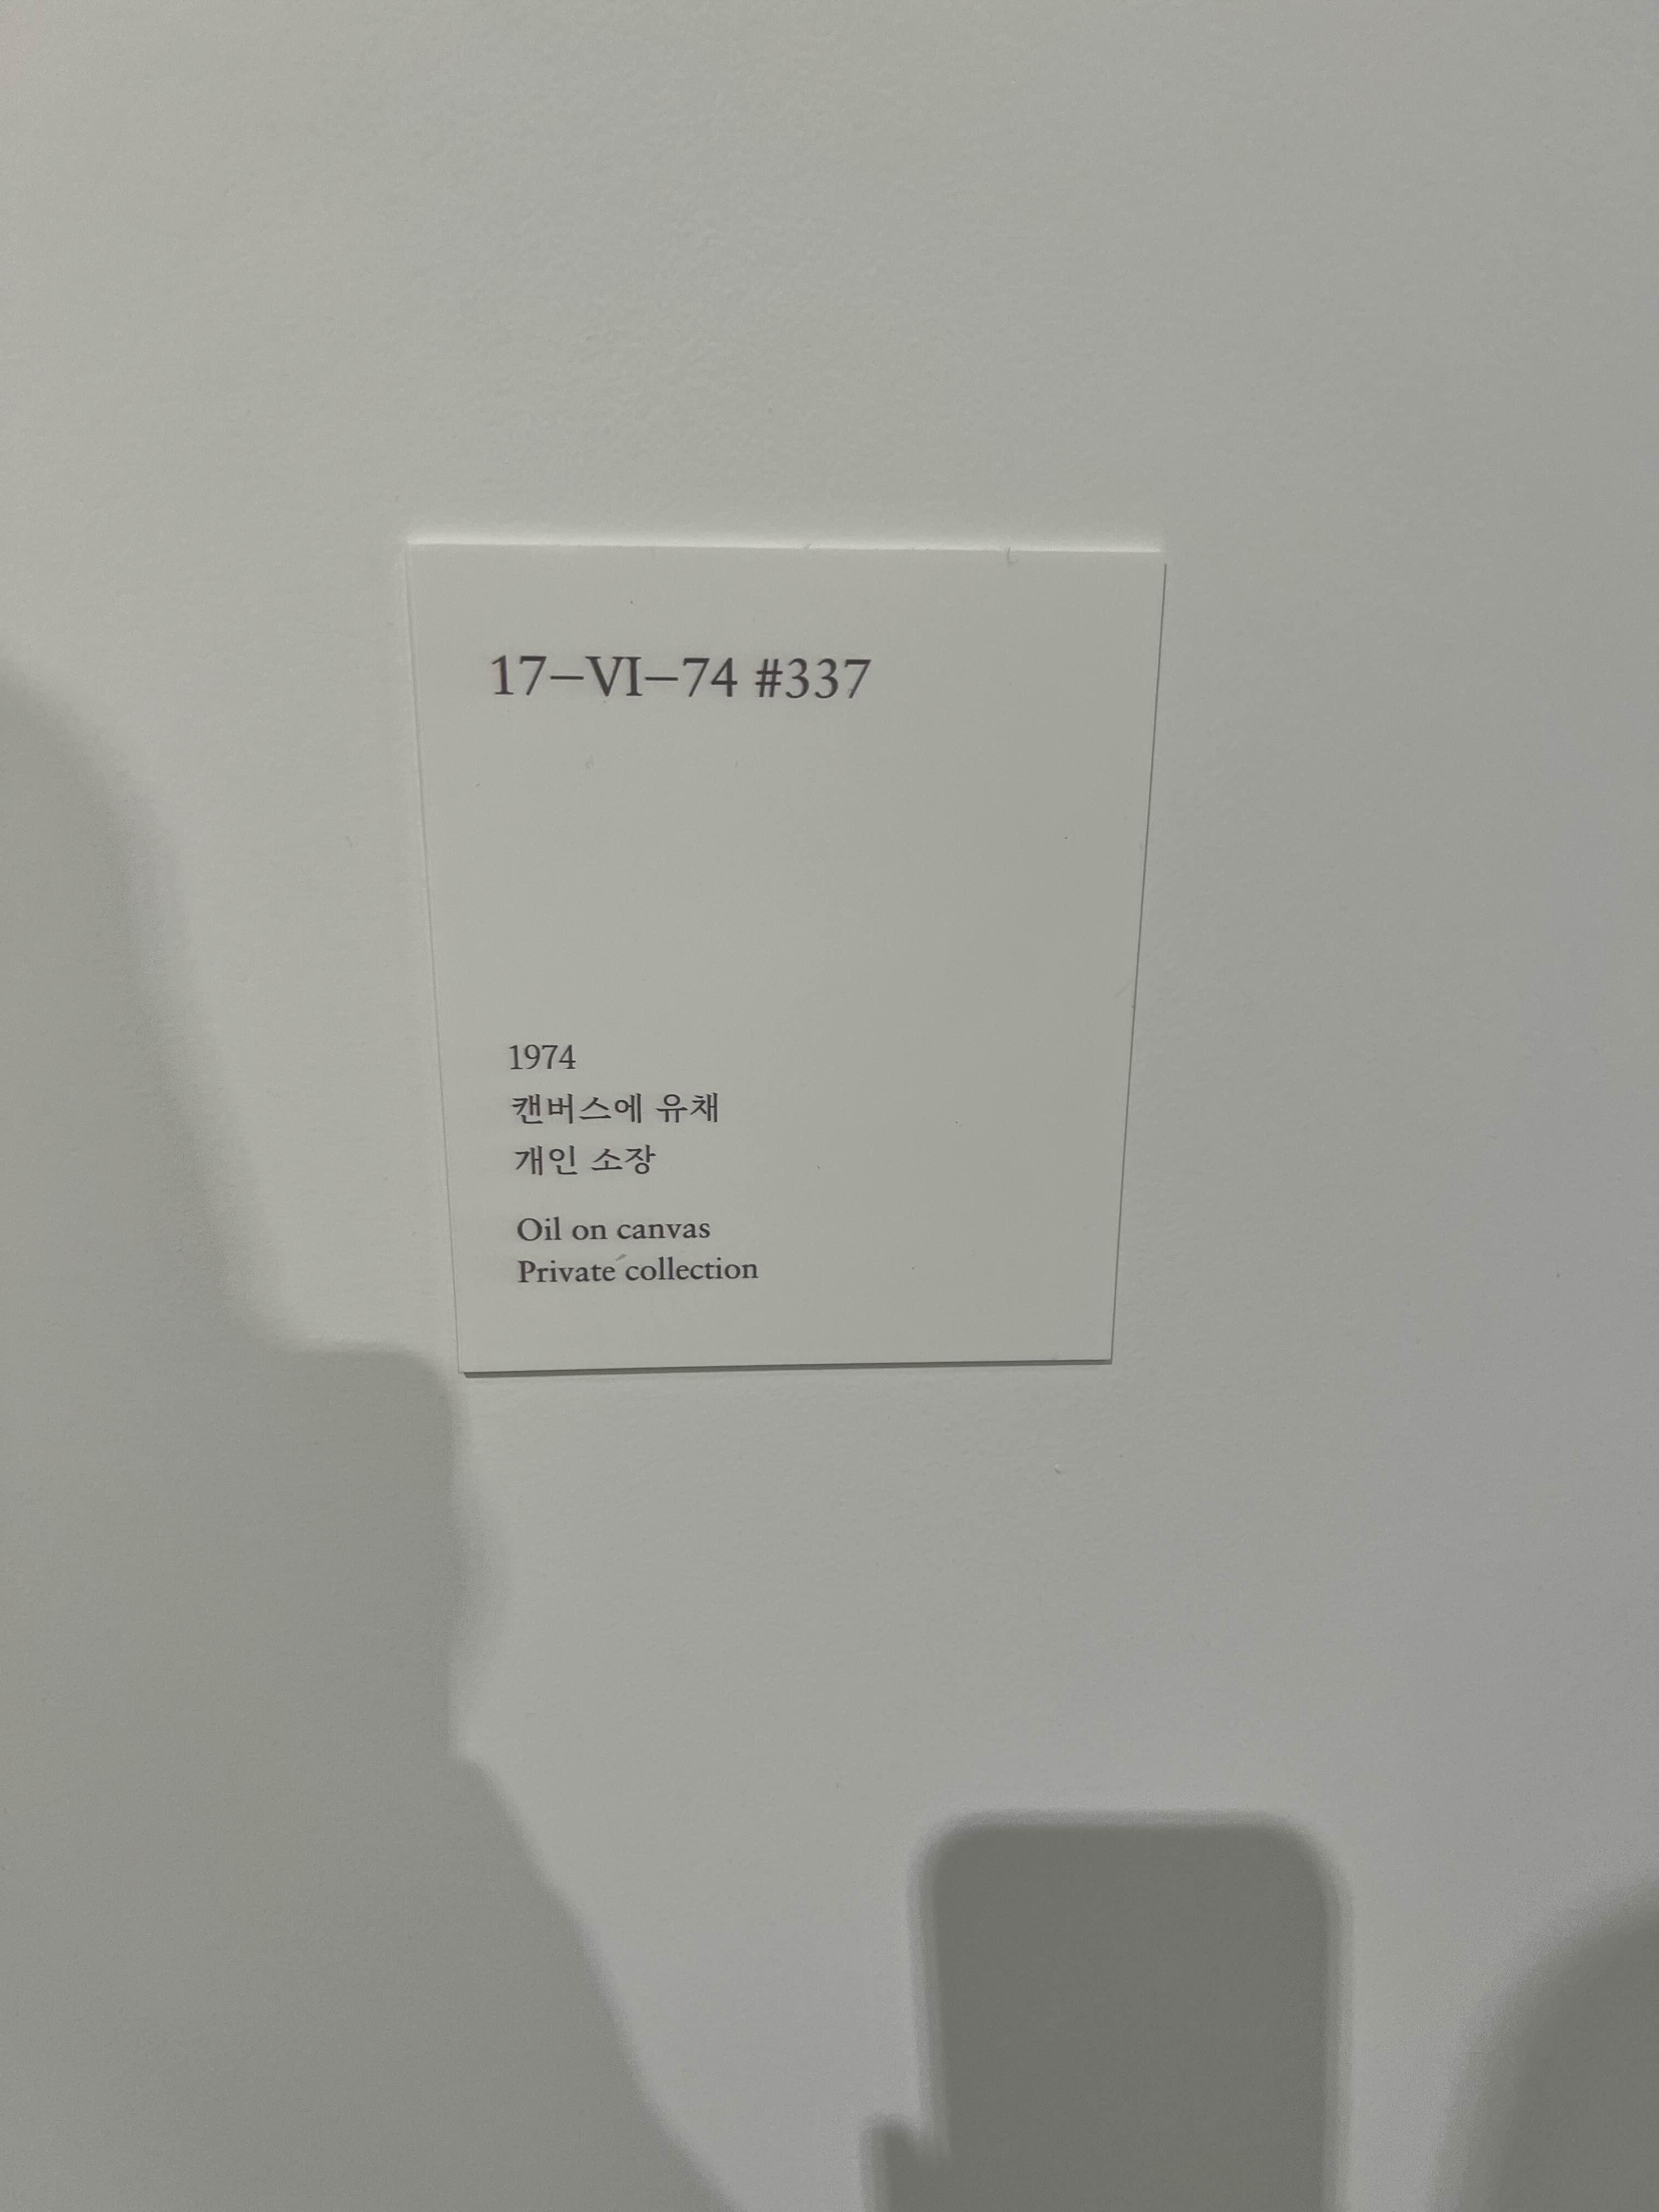 17–VI–74 #337
1974
캔버스에 유채
개인 소장
Oil on canvas
Private collection